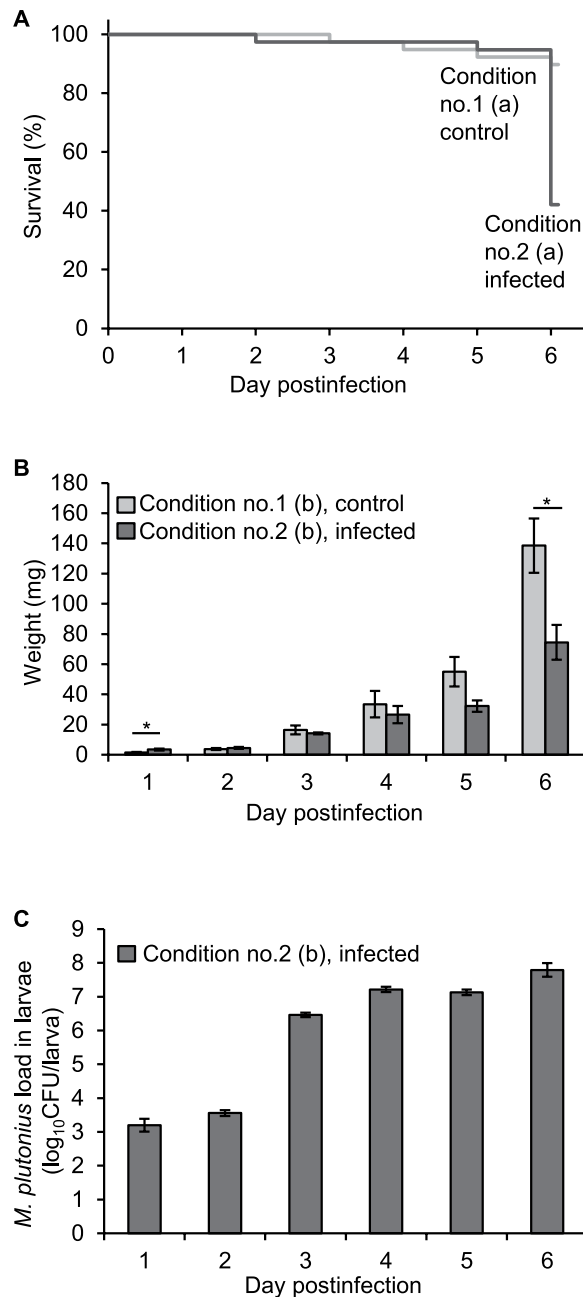 A
100
80
60
40
20
0
Survival (%)
Condition
no.1 (a)
control
Condition
no.2 (a)
infected
0 1 2 3 4 5 6
Day postinfection
B
180
160
140
120
100
80
60
40
20
0
Weight (mg)
Condition no.1 (b), control
Condition no.2 (b), infected
*
*
1 2 3 4 5 6
Day postinfection
C
9
8
7
6
5
4
3
2
1
0
M. plutonius load in larvae
(log₁₀CFU/larva)
Condition no.2 (b), infected
1 2 3 4 5 6
Day postinfection